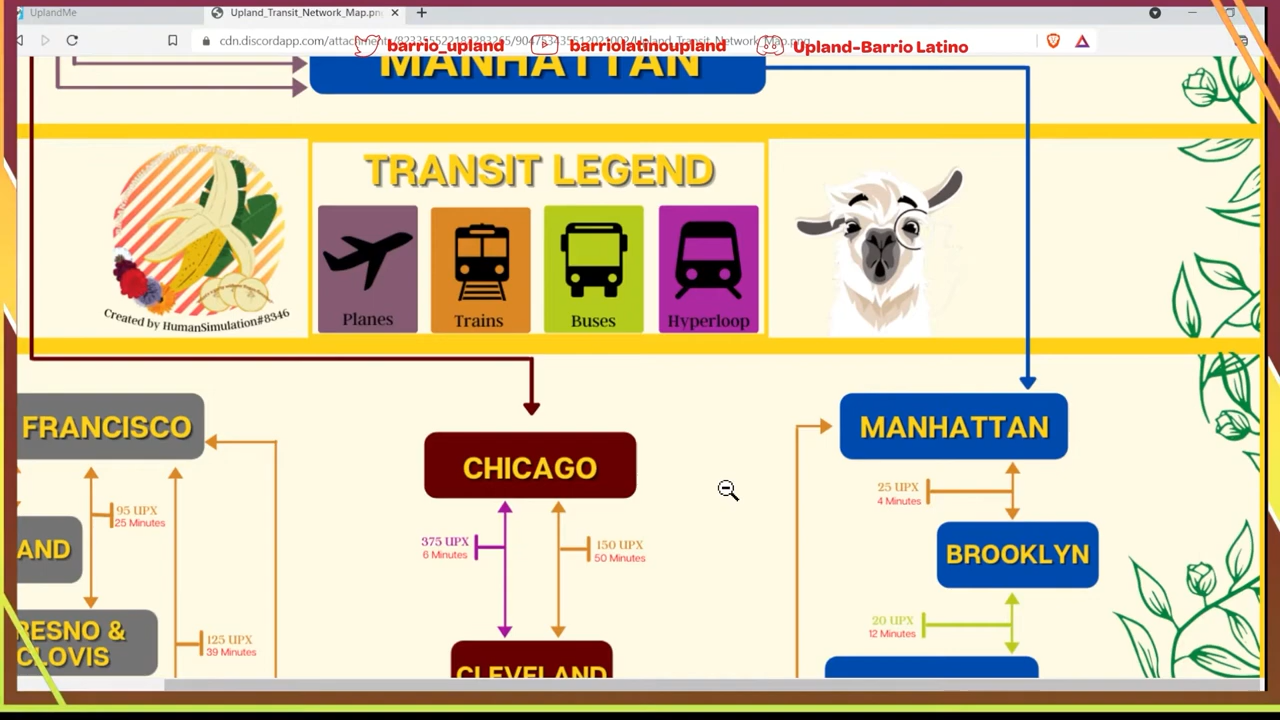 UplandMe
Upland_Transit_Network_Map.pn
barrio_upland
barriolatinoupland
Upland-Barrio Latino
MANHATTAN
TRANSIT LEGEND
Planes
Trains
Buses
Hyperloop
Created by HumanSimulation#8346
FRANCISCO
CHICAGO
MANHATTAN
25 UPX
4 Minutes
95 UPX
25 Minutes
AND
375 UPX
6 Minutes
150 UPX
50 Minutes
BROOKLYN
RESNO &
CLOVIS
125 UPX
39 Minutes
20 UPX
12 Minutes
CLEVELAND